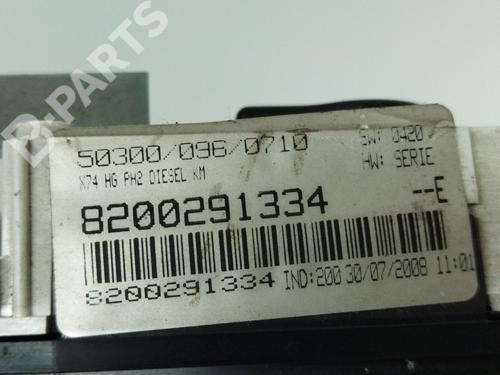 50300/096/0710
SW: 0420
X74 HG PH2 DIESEL KM
HW: SERIE
8200291334 --E
8200291334 IND:200 30/07/2008 11:01
B-PARTS